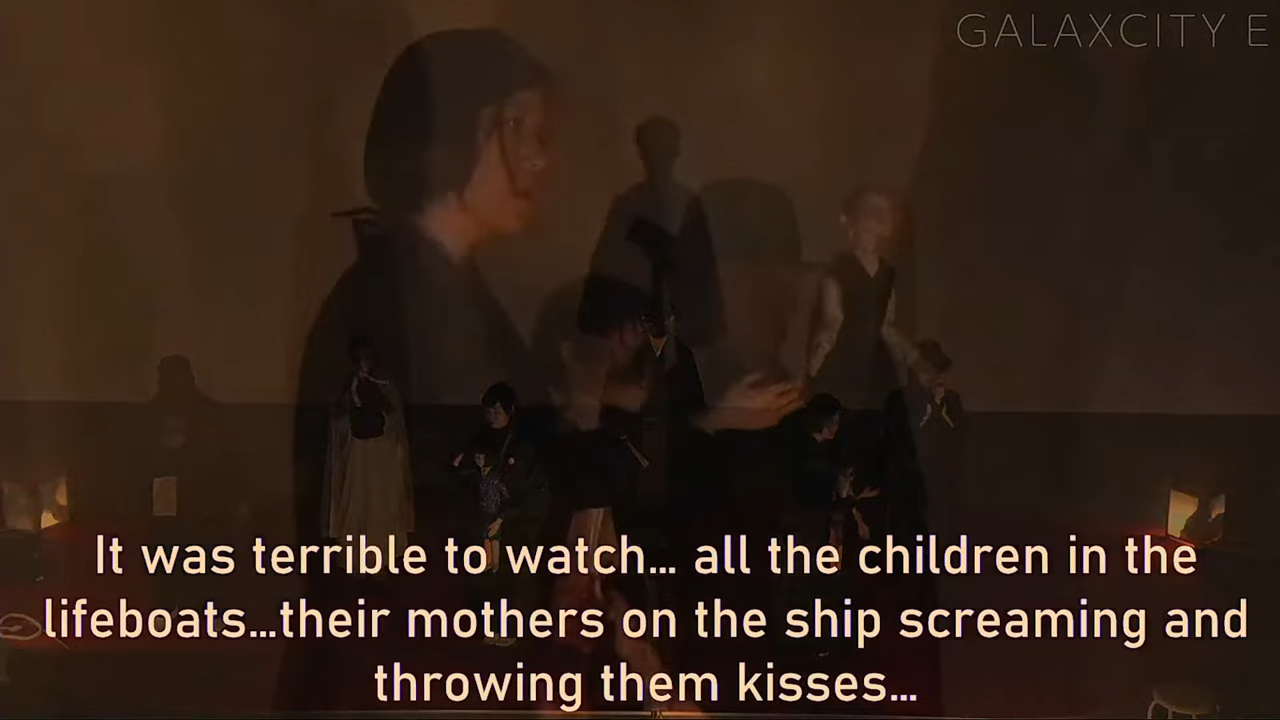 GALAXCITY E
It was terrible to watch... all the children in the
lifeboats...their mothers on the ship screaming and
throwing them kisses...